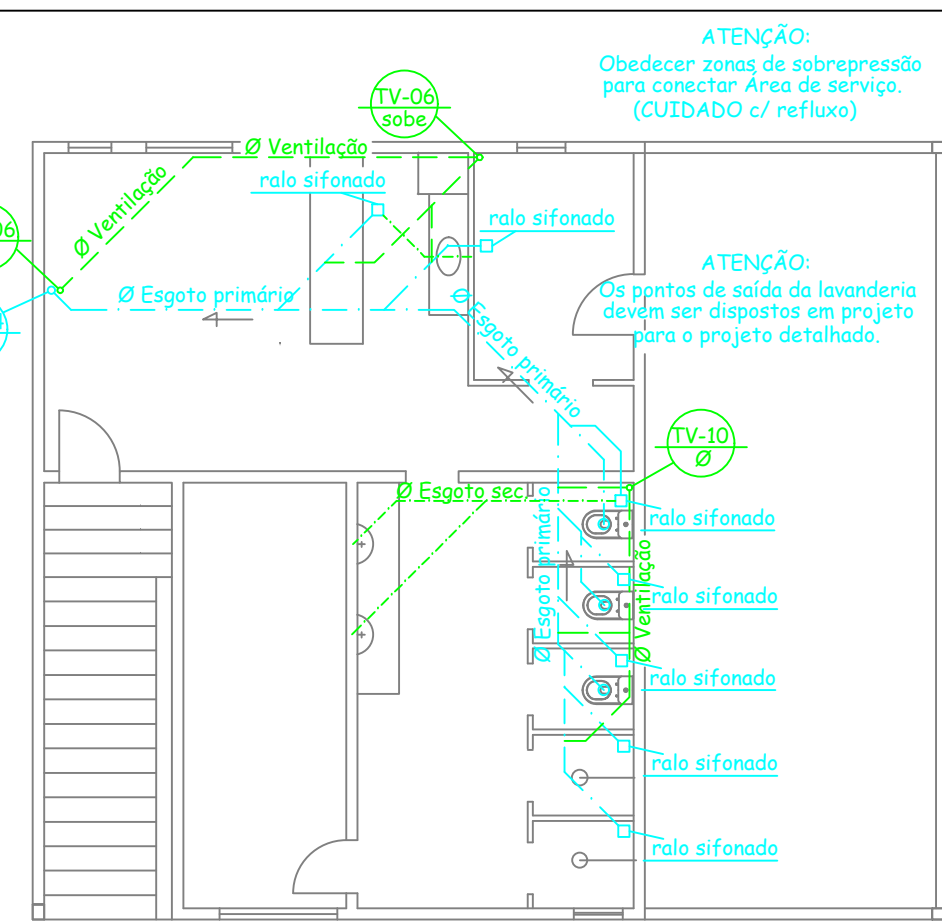 ATENÇÃO:
Obedecer zonas de sobrepressão
para conectar Área de serviço.
(CUIDADO c/ refluxo)
TV-06
sobe
Ø Ventilação
ralo sifonado
Ø Ventilação
ralo sifonado
06
ATENÇÃO:
Os pontos de saída da lavanderia
devem ser dispostos em projeto
para o projeto detalhado.
Ø Esgoto primário
Ø Esgoto primário
TV-10
Ø
Ø Esgoto sec.
ralo sifonado
Ø Esgoto primário
Ø Ventilação
ralo sifonado
ralo sifonado
ralo sifonado
ralo sifonado